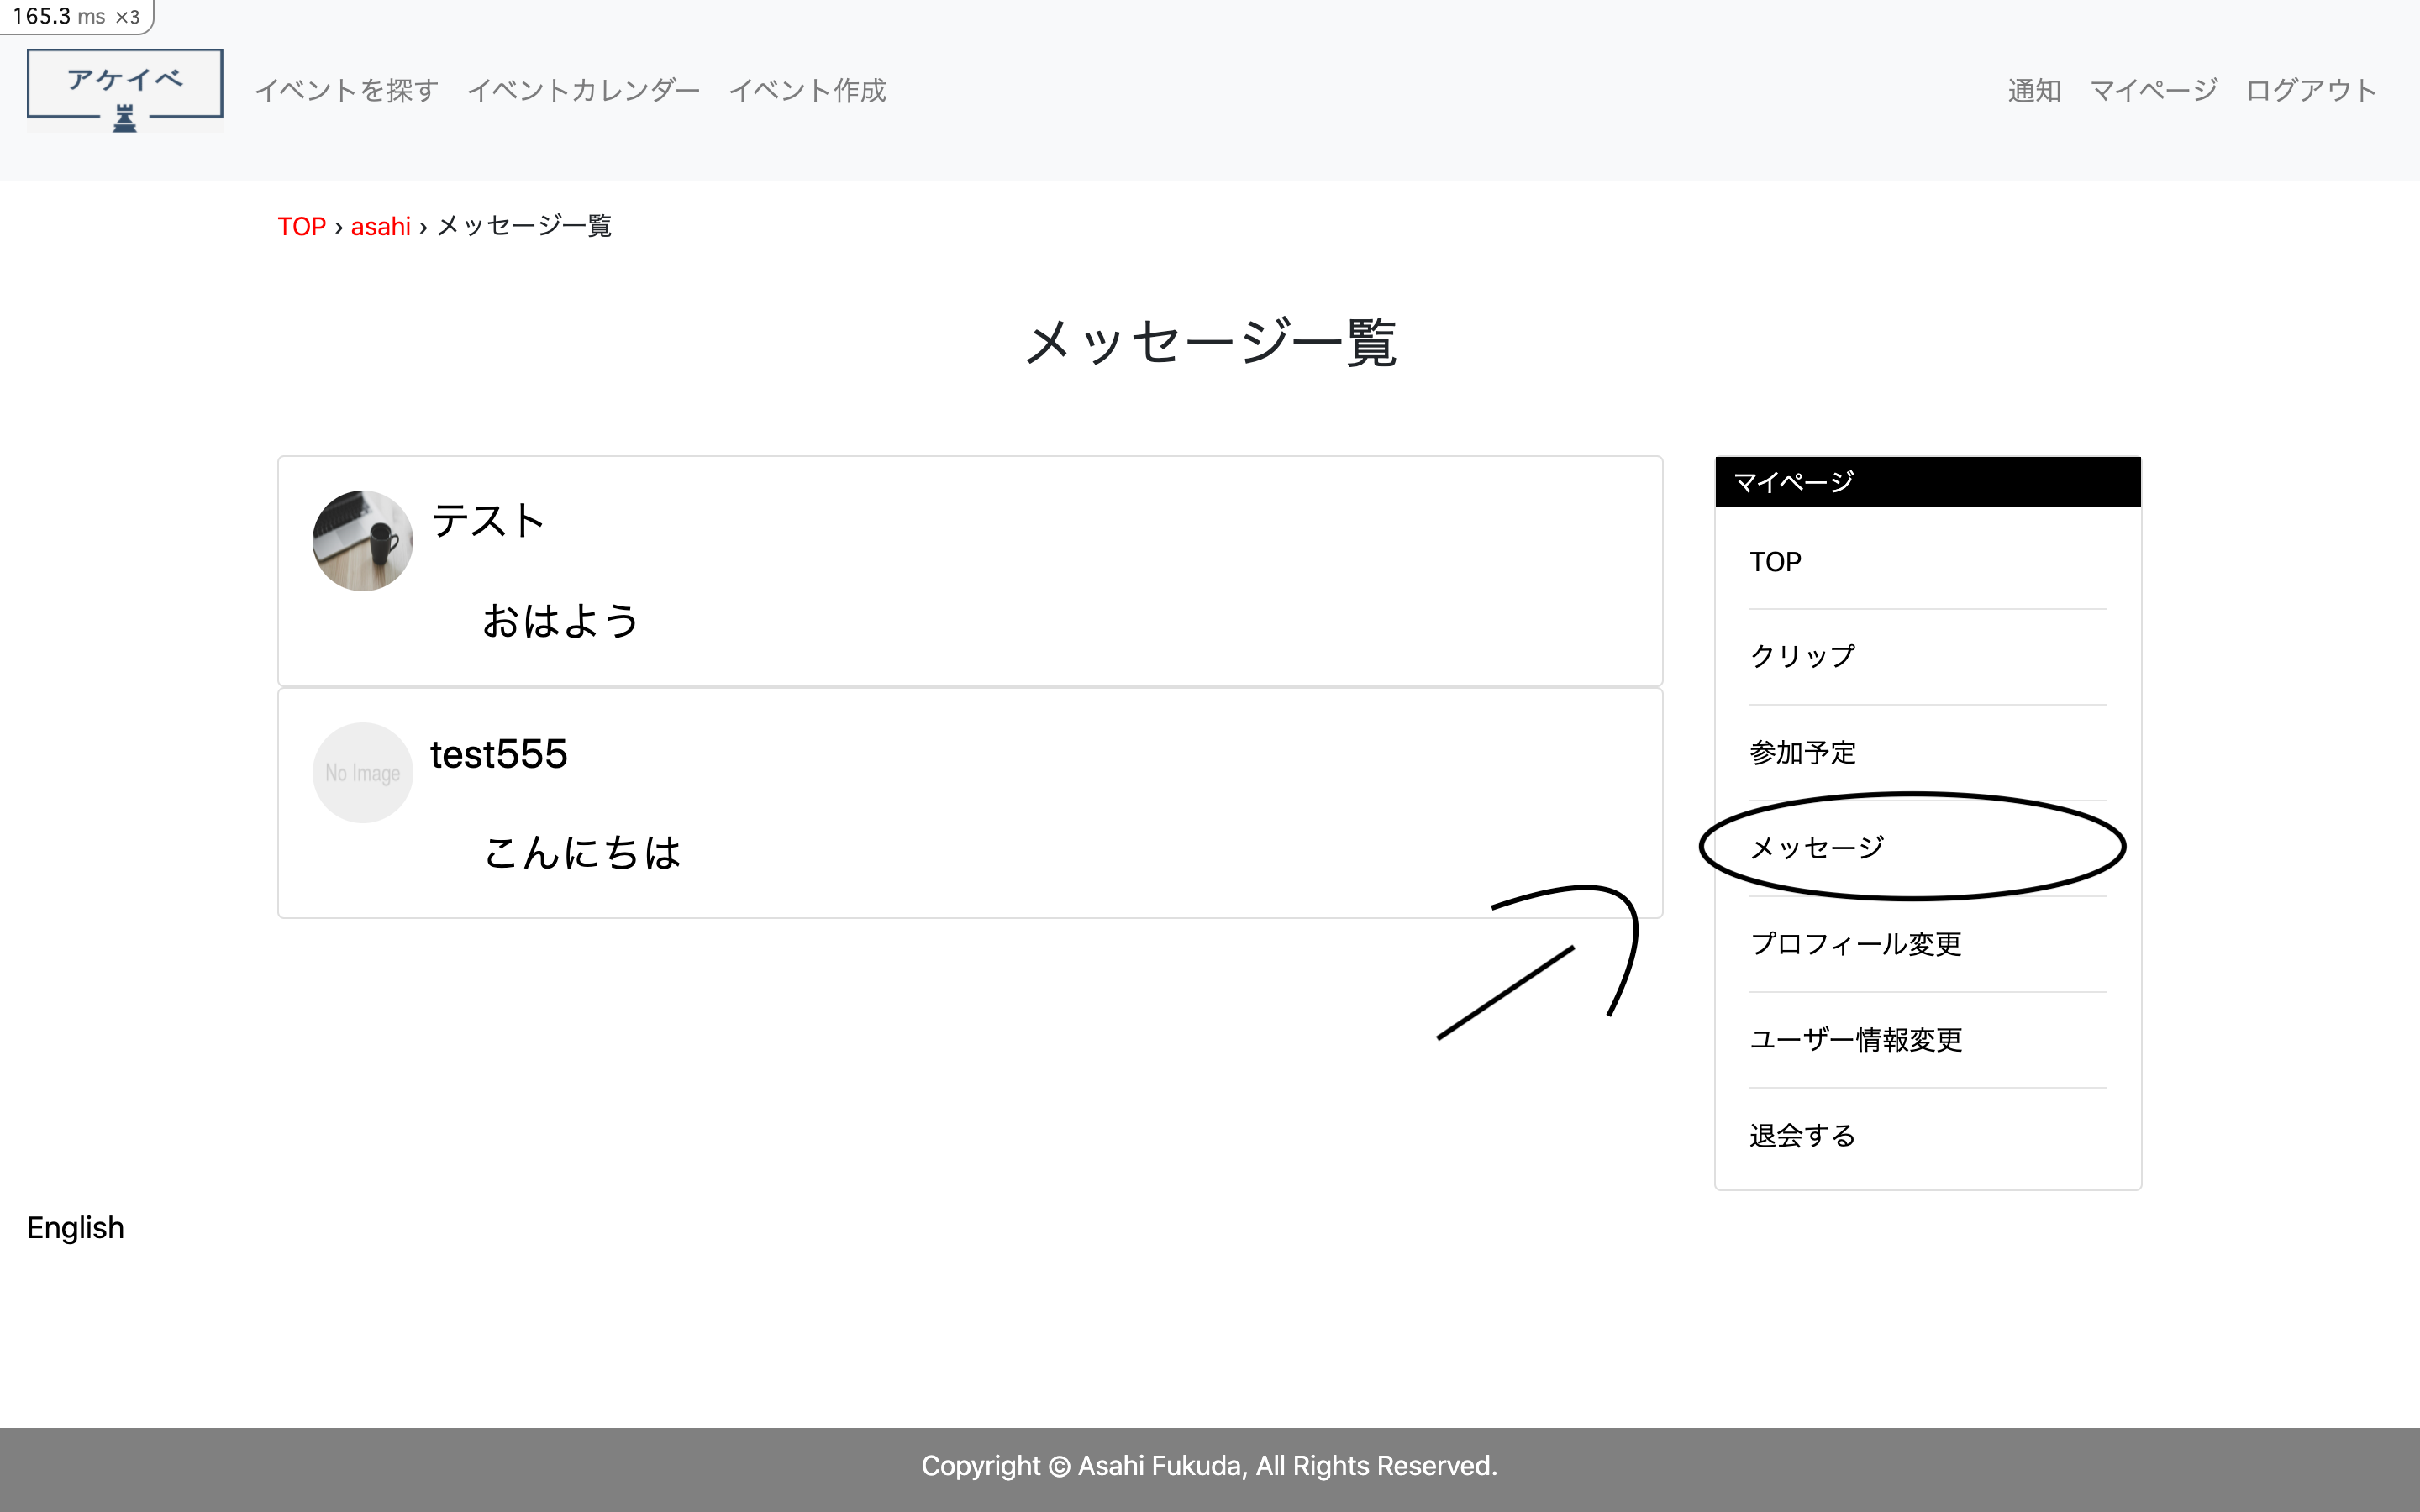 165.3 ms ×3
アケイベ
イベントを探す イベントカレンダー イベント作成
通知 マイページ ログアウト
TOP › asahi › メッセージ一覧
メッセージ一覧
テスト
おはよう
No Image
test555
こんにちは
マイページ
TOP
クリップ
参加予定
メッセージ
プロフィール変更
ユーザー情報変更
退会する
English
Copyright © Asahi Fukuda, All Rights Reserved.